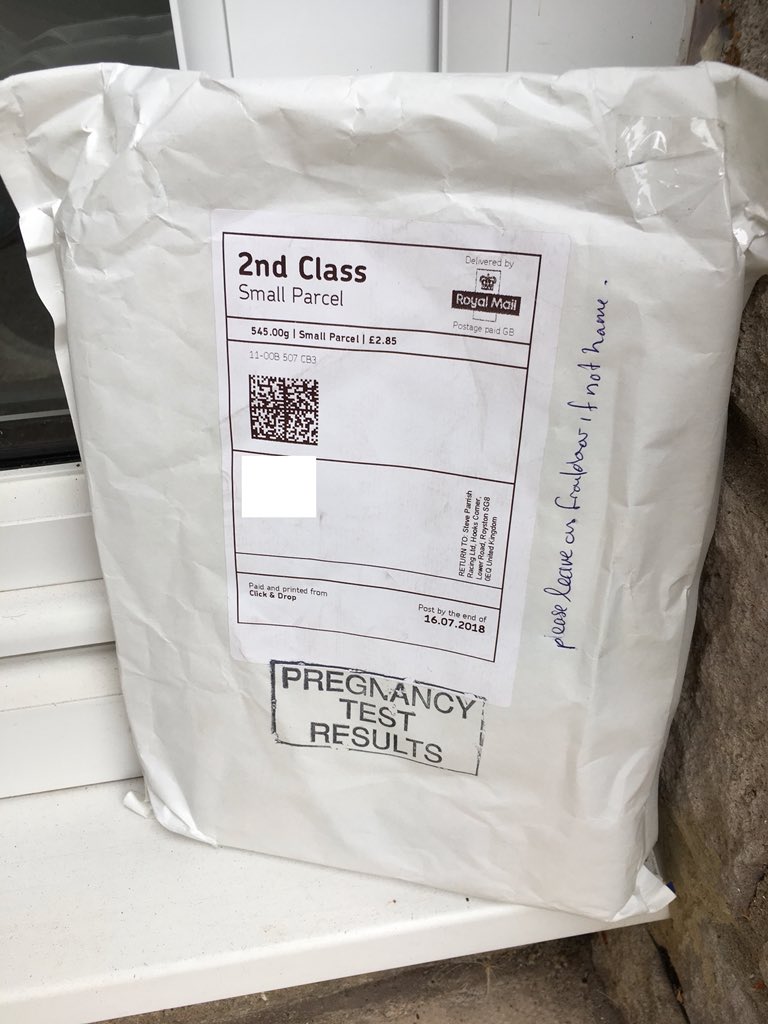 2nd Class
Small Parcel
Delivered by
Royal Mail
Postage paid GB
545.00g | Small Parcel | £2.85
11-00B 507 CB3
RETURN TO: Steve Parrish
Racing Ltd, Hooks Corner,
Lower Road, Royston SG8
0EQ United Kingdom
Paid and printed from
Click & Drop
Post by the end of
16.07.2018
please leave on frontdoor if not home.
PREGNANCY
TEST
RESULTS